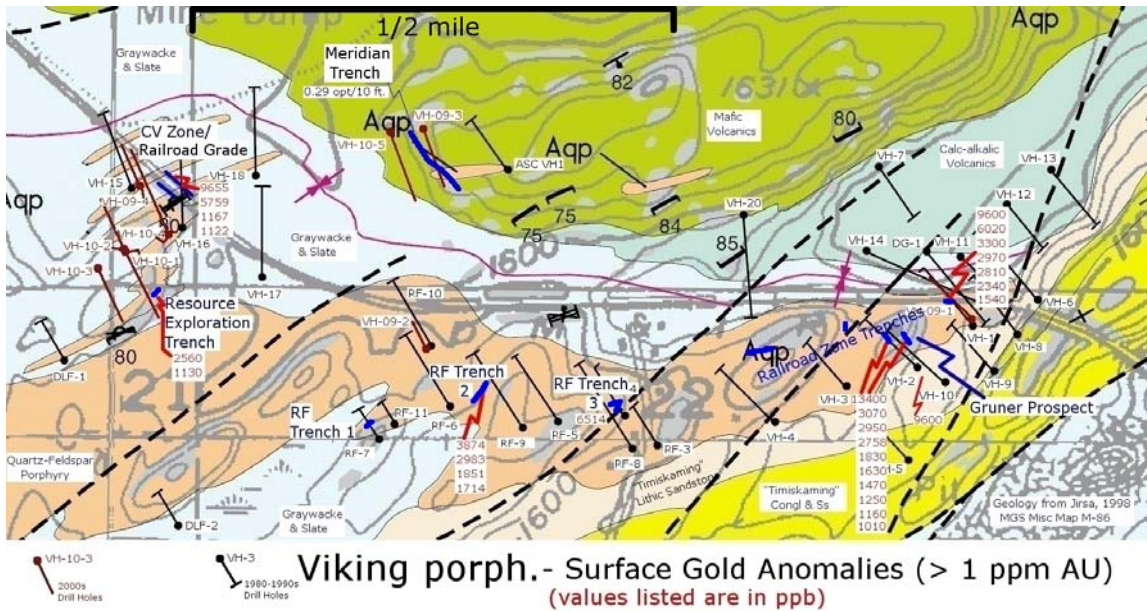 Mine Dump
1/2 mile
Graywacke
& Slate
Meridian
Trench
0.29 opt/10 ft.
82
1631
Aqp
Mafic
Volcanics
80
Calc-alkalic
Volcanics
CV Zone/
Railroad Grade
Aqp
VH-09-3
VH-10-5
ASC VH1
Aqp
VH-7
VH-13
VH-15
VH-18
VH-09-4
9655
5759
1167
1122
Aqp
VH-12
VH-20
75
75
84
85
VH-10-2
VH-10-4
VH-16
VH-10-1
VH-10-3
Graywacke
& Slate
1600
VH-14
DG-1
VH-11
9600
6020
3300
2970
2810
2340
1540
VH-17
RF-10
VH-6
Resource
Exploration
Trench
VH-09-2
09-1
VH-1
VH-8
80
2560
1130
DLF-1
21
RF Trench
2
RF Trench
3
6514
Aqp
Railroad Zone Trenches
22
VH-3
VH-2
VH-10
VH-9
RF
Trench 1
RF-11
RF-7
RF-6
RF-9
RF-5
RF-8
RF-3
VH-4
Gruner Prospect
9600
3874
2983
1851
1714
13400
3070
2950
2758
1830
1630
1470
1250
1160
1010
Quartz-Feldspar
Porphyry
DLF-2
Graywacke
& Slate
1600
"Timiskaming"
Lithic Sandston
"Timiskaming"
Congl & Ss
Geology from Jirsa, 1998
MGS Misc Map M-86
VH-10-3
2000s
Drill Holes
VH-3
1980-1990s
Drill Holes
Viking porph.- Surface Gold Anomalies (> 1 ppm AU)
(values listed are in ppb)